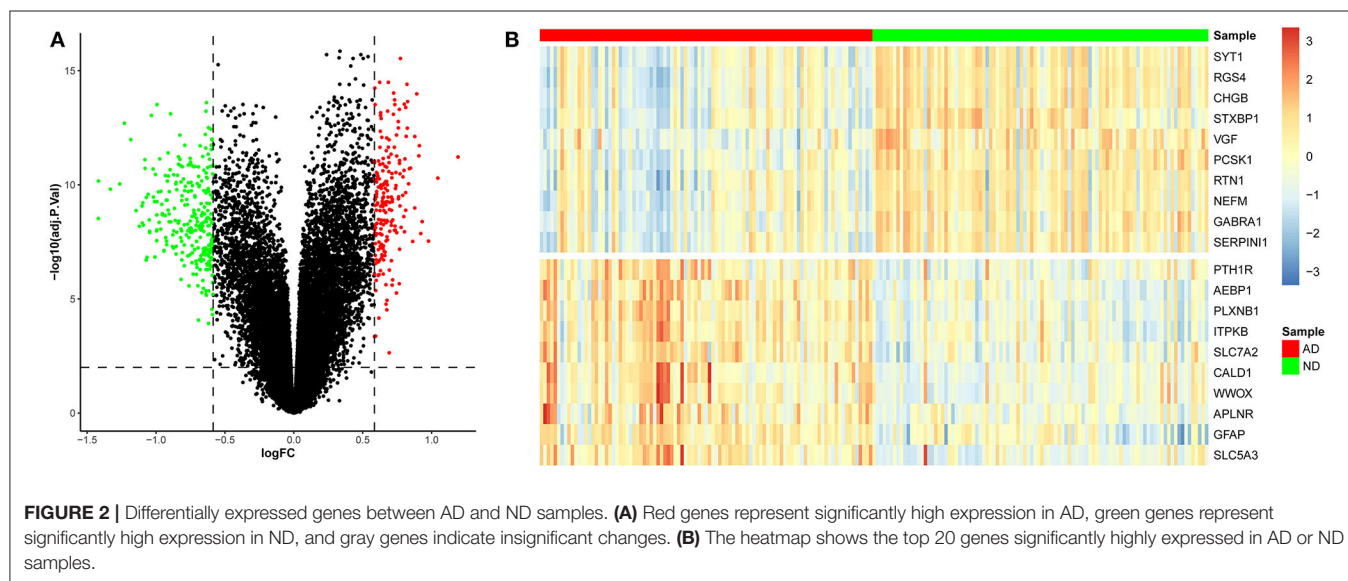 A
15
10
5
0
−log10(adj.P.Val)
−1.5
−1.0
−0.5
0.0
0.5
1.0
logFC
B
Sample
SYT1
RGS4
CHGB
STXBP1
VGF
PCSK1
RTN1
NEFM
GABRA1
SERPINI1
PTH1R
AEBP1
PLXNB1
ITPKB
SLC7A2
CALD1
WWOX
APLNR
GFAP
SLC5A3
3
2
1
0
−1
−2
−3
Sample
AD
ND
FIGURE 2 | Differentially expressed genes between AD and ND samples. (A) Red genes represent significantly high expression in AD, green genes represent
significantly high expression in ND, and gray genes indicate insignificant changes. (B) The heatmap shows the top 20 genes significantly highly expressed in AD or ND
samples.